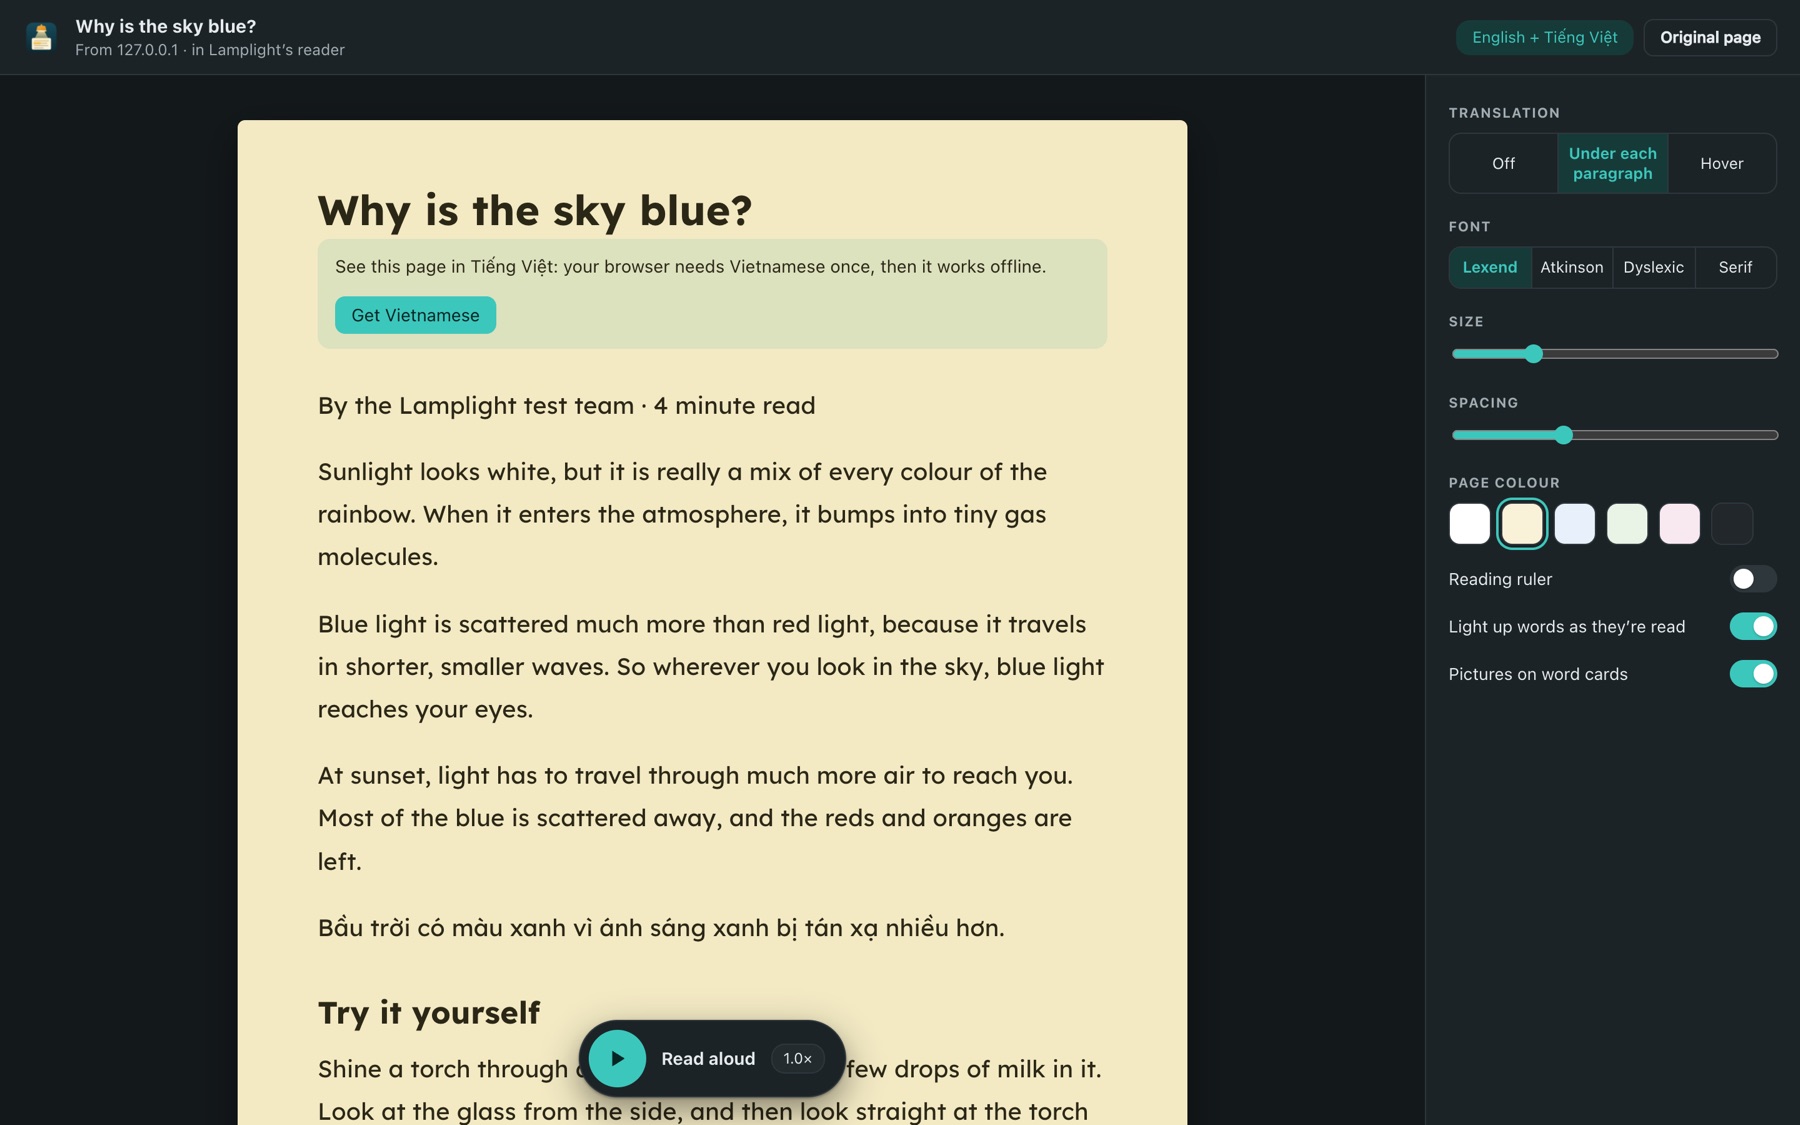 Why is the sky blue?
From 127.0.0.1 · in Lamplight’s reader
English + Tiếng Việt
Original page
Why is the sky blue?
See this page in Tiếng Việt: your browser needs Vietnamese once, then it works offline.
Get Vietnamese
By the Lamplight test team · 4 minute read
Sunlight looks white, but it is really a mix of every colour of the
rainbow. When it enters the atmosphere, it bumps into tiny gas
molecules.
Blue light is scattered much more than red light, because it travels
in shorter, smaller waves. So wherever you look in the sky, blue light
reaches your eyes.
At sunset, light has to travel through much more air to reach you.
Most of the blue is scattered away, and the reds and oranges are
left.
Bầu trời có màu xanh vì ánh sáng xanh bị tán xạ nhiều hơn.
Try it yourself
Shine a torch through
few drops of milk in it.
Look at the glass from the side, and then look straight at the torch
Read aloud
1.0×
TRANSLATION
Off
Under each
paragraph
Hover
FONT
Lexend
Atkinson
Dyslexic
Serif
SIZE
SPACING
PAGE COLOUR
Reading ruler
Light up words as they’re read
Pictures on word cards